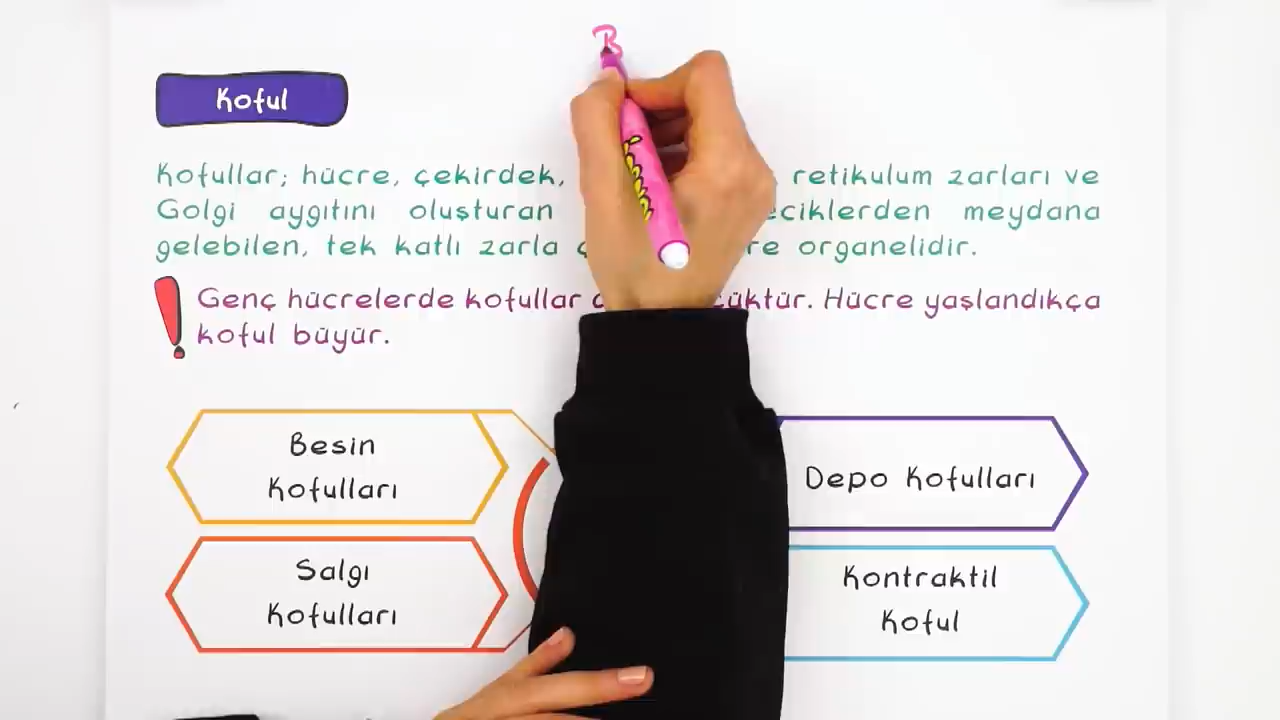 B
Koful
Kofullar; hücre, çekirdek, retikulum zarları ve
Golgi aygıtını oluşturan meydana
gelebilen, tek katlı zarla organelidir.
Genç hücrelerde kofullar Hücre yaşlandıkça
koful büyür.
Besin
Kofulları
Depo Kofulları
Salgı
Kofulları
Kontraktil
Koful